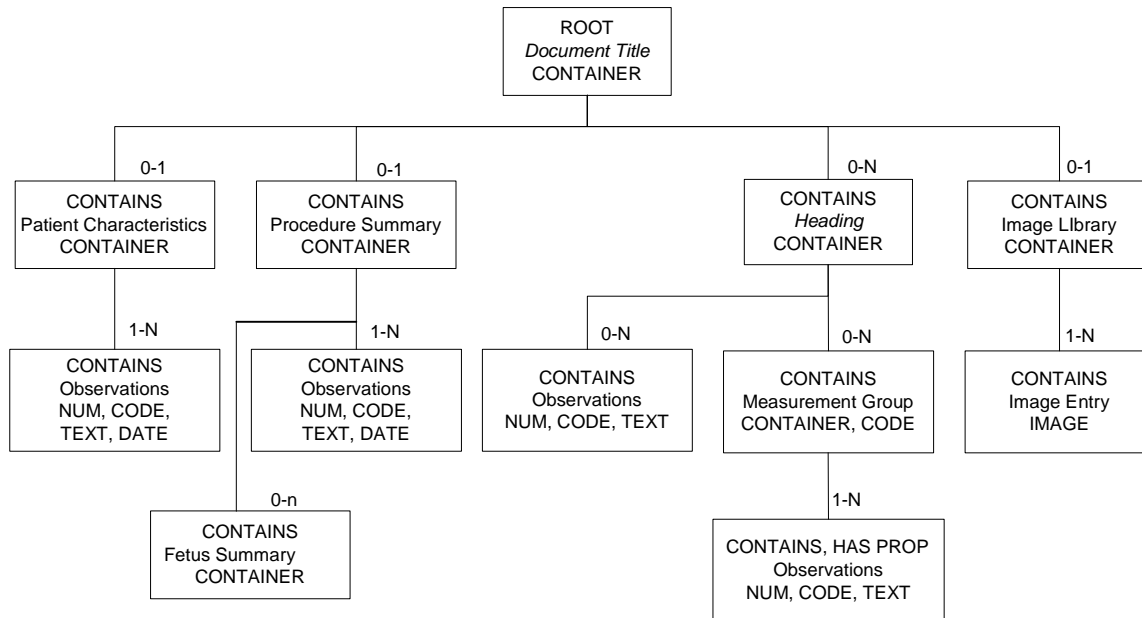 ROOT
Document Title
CONTAINER
0-1
0-1
0-N
0-1
CONTAINS
Patient Characteristics
CONTAINER
CONTAINS
Procedure Summary
CONTAINER
CONTAINS
Heading
CONTAINER
CONTAINS
Image LIbrary
CONTAINER
1-N
1-N
0-N
0-N
1-N
CONTAINS
Observations
NUM, CODE,
TEXT, DATE
CONTAINS
Observations
NUM, CODE,
TEXT, DATE
CONTAINS
Observations
NUM, CODE, TEXT
CONTAINS
Measurement Group
CONTAINER, CODE
CONTAINS
Image Entry
IMAGE
0-n
1-N
CONTAINS
Fetus Summary
CONTAINER
CONTAINS, HAS PROP
Observations
NUM, CODE, TEXT